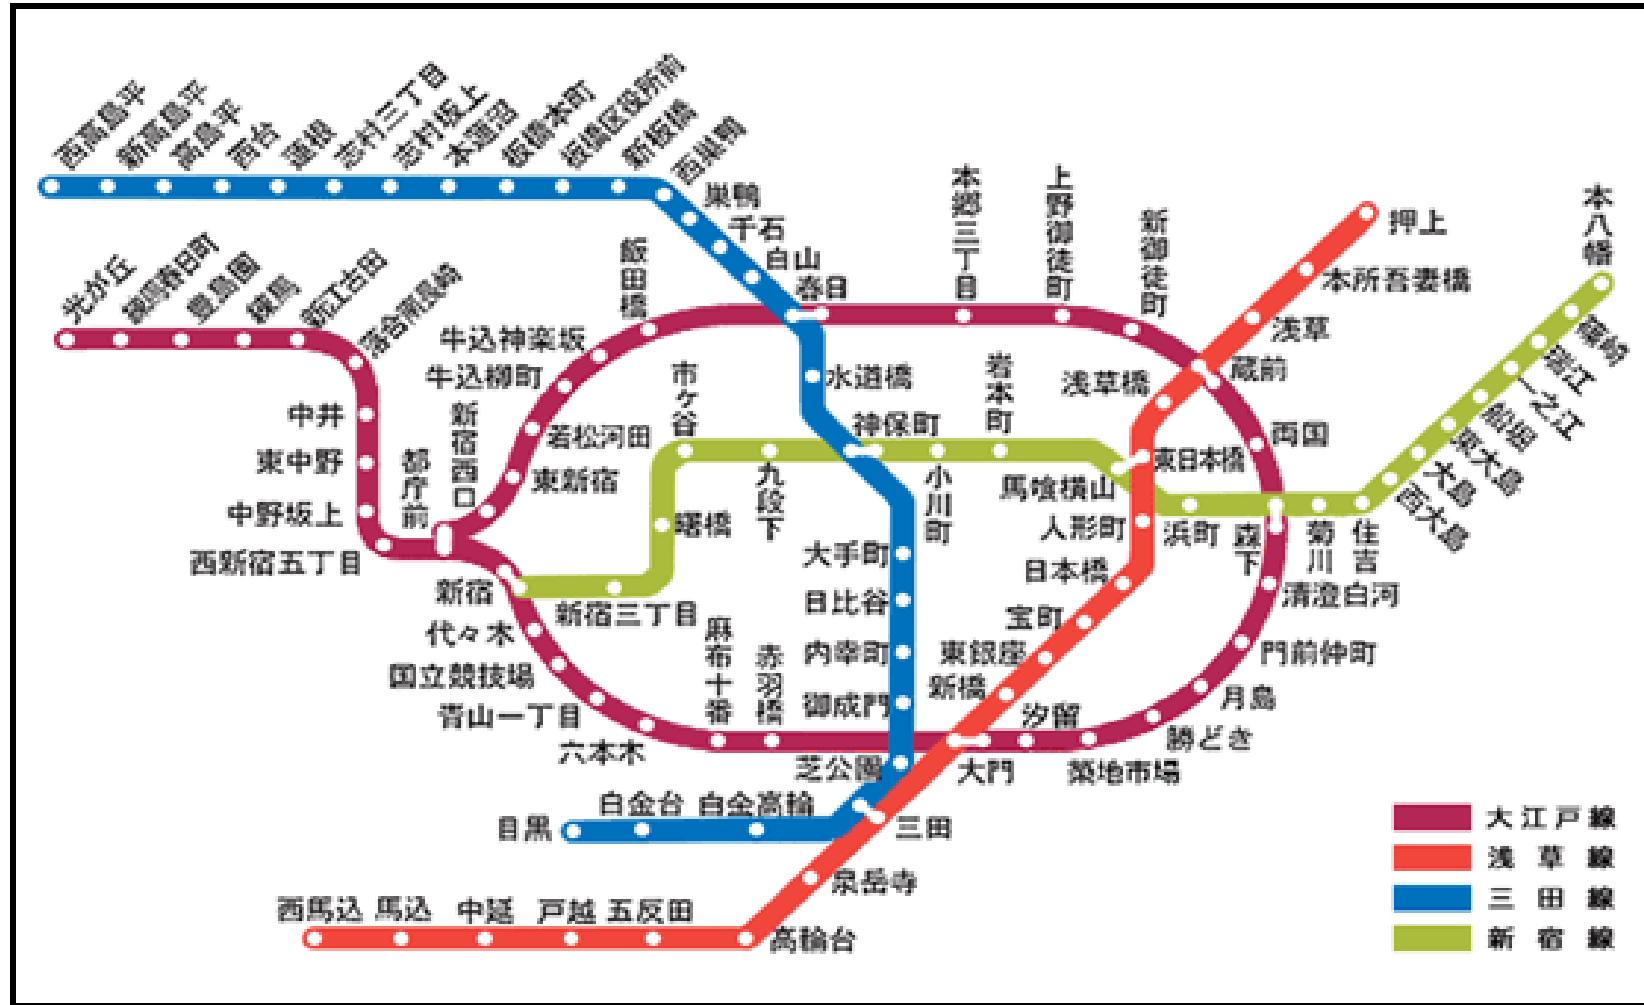 西高島平
新高島平
高島平
西台
蓮根
志村三丁目
志村坂上
本蓮沼
板橋本町
板橋区役所前
新板橋
西巣鴨
巣鴨
千石
白山
春日
水道橋
神保町
大手町
日比谷
内幸町
御成門
芝公園
三田
白金高輪
白金台
目黒
光が丘
練馬春日町
豊島園
練馬
新江古田
落合南長崎
中井
東中野
中野坂上
西新宿五丁目
都庁前
新宿西口
東新宿
若松河田
牛込柳町
牛込神楽坂
飯田橋
本郷三丁目
上野御徒町
新御徒町
蔵前
両国
森下
清澄白河
門前仲町
月島
勝どき
築地市場
汐留
大門
赤羽橋
麻布十番
六本木
青山一丁目
国立競技場
代々木
新宿
新宿三丁目
曙橋
市ヶ谷
九段下
小川町
岩本町
馬喰横山
浜町
菊川
住吉
西大島
大島
東大島
船堀
一之江
瑞江
篠崎
本八幡
押上
本所吾妻橋
浅草
浅草橋
東日本橋
人形町
日本橋
宝町
東銀座
新橋
泉岳寺
高輪台
五反田
戸越
中延
馬込
西馬込
大江戸線
浅草線
三田線
新宿線